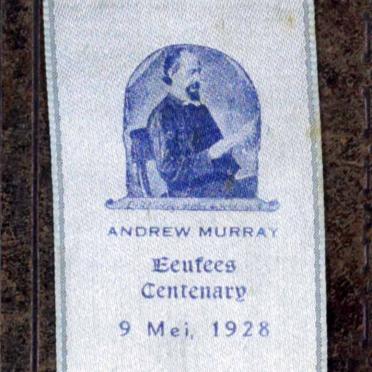 ANDREW MURRAY
Eeufees
Centenary
9 Mei, 1928